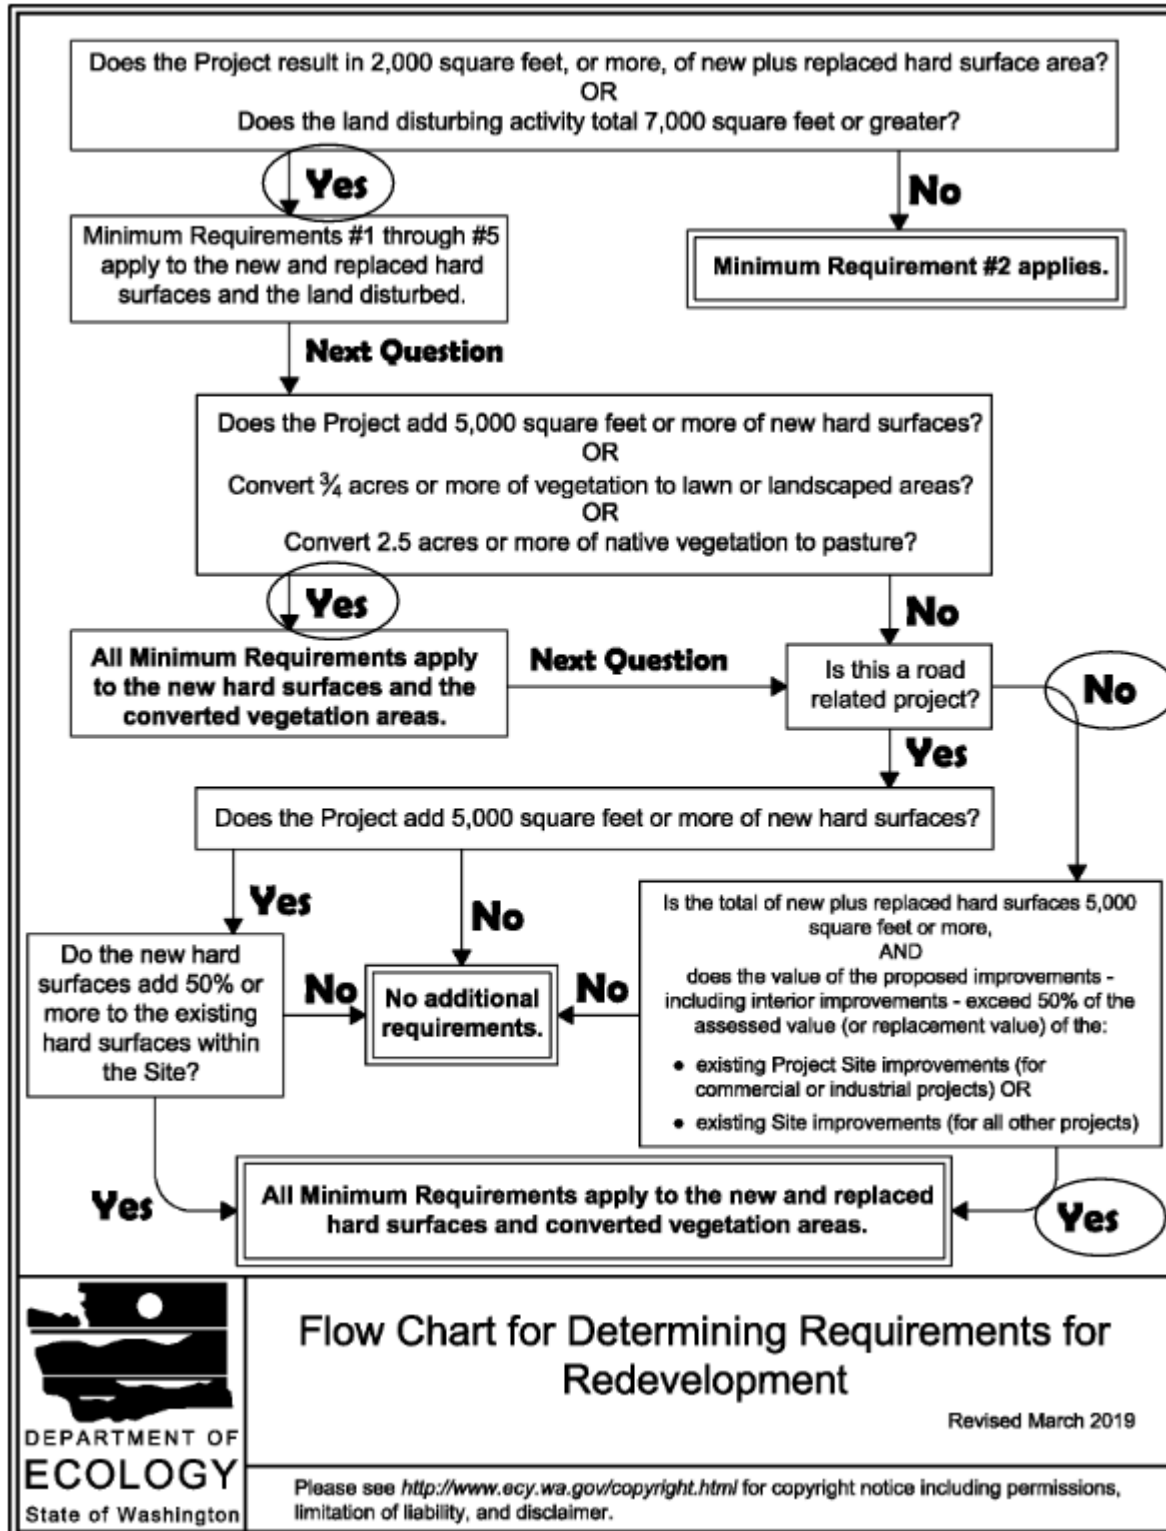 Does the Project result in 2,000 square feet, or more, of new plus replaced hard surface area?
OR
Does the land disturbing activity total 7,000 square feet or greater?
Yes
No
Minimum Requirements #1 through #5
apply to the new and replaced hard
surfaces and the land disturbed.
Minimum Requirement #2 applies.
Next Question
Does the Project add 5,000 square feet or more of new hard surfaces?
OR
Convert ¾ acres or more of vegetation to lawn or landscaped areas?
OR
Convert 2.5 acres or more of native vegetation to pasture?
Yes
No
All Minimum Requirements apply
to the new hard surfaces and the
converted vegetation areas.
Next Question
Is this a road
related project?
No
Yes
Does the Project add 5,000 square feet or more of new hard surfaces?
Yes
No
Do the new hard
surfaces add 50% or
more to the existing
hard surfaces within
the Site?
No
No additional
requirements.
No
Is the total of new plus replaced hard surfaces 5,000
square feet or more,
AND
does the value of the proposed improvements -
including interior improvements - exceed 50% of the
assessed value (or replacement value) of the:
• existing Project Site improvements (for
commercial or industrial projects) OR
• existing Site improvements (for all other projects)
Yes
All Minimum Requirements apply to the new and replaced
hard surfaces and converted vegetation areas.
Yes
DEPARTMENT OF
ECOLOGY
State of Washington
Flow Chart for Determining Requirements for
Redevelopment
Revised March 2019
Please see http://www.ecy.wa.gov/copyright.html for copyright notice including permissions,
limitation of liability, and disclaimer.